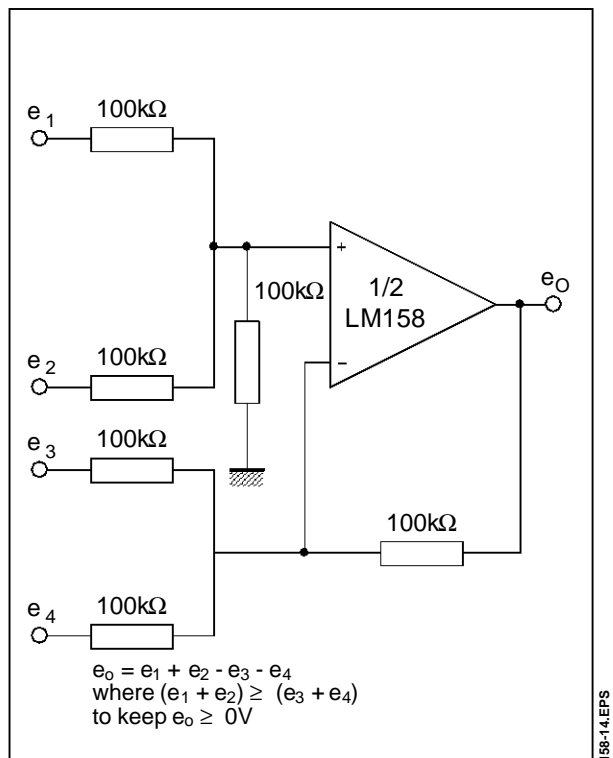 100kΩ
e1
+
100kΩ
1/2
LM158
eO
100kΩ
e2
-
100kΩ
e3
100kΩ
100kΩ
e4
eo = e1 + e2 - e3 - e4
where (e1 + e2) ≥ (e3 + e4)
to keep eo ≥ 0V
158-14.EPS